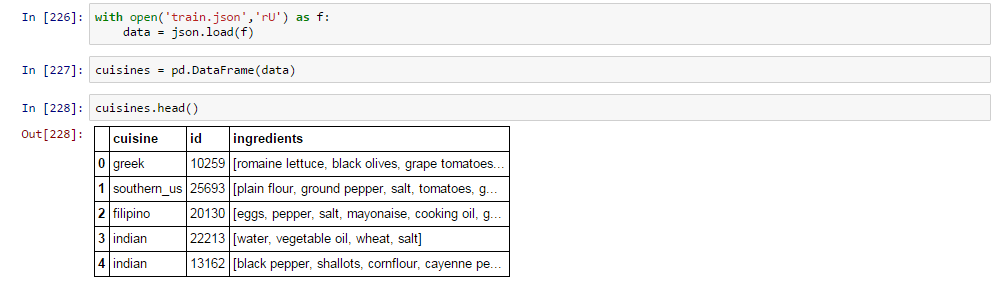 In [226]: with open('train.json','rU') as f:
data = json.load(f)
In [227]: cuisines = pd.DataFrame(data)
In [228]: cuisines.head()
Out[228]:
cuisine id ingredients
0 greek 10259 [romaine lettuce, black olives, grape tomatoes...
1 southern_us 25693 [plain flour, ground pepper, salt, tomatoes, g...
2 filipino 20130 [eggs, pepper, salt, mayonaise, cooking oil, g...
3 indian 22213 [water, vegetable oil, wheat, salt]
4 indian 13162 [black pepper, shallots, cornflour, cayenne pe...